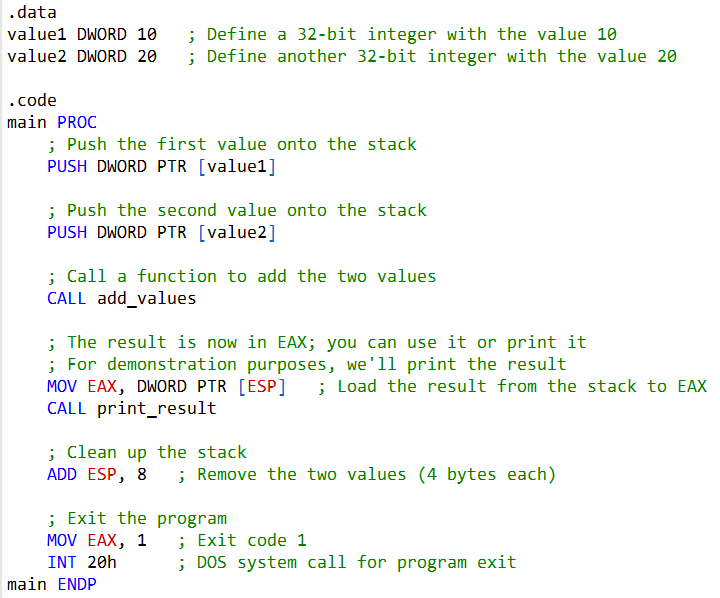 .data
value1 DWORD 10   ; Define a 32-bit integer with the value 10
value2 DWORD 20   ; Define another 32-bit integer with the value 20
.code
main PROC
    ; Push the first value onto the stack
    PUSH DWORD PTR [value1]
    ; Push the second value onto the stack
    PUSH DWORD PTR [value2]
    ; Call a function to add the two values
    CALL add_values
    ; The result is now in EAX; you can use it or print it
    ; For demonstration purposes, we'll print the result
    MOV EAX, DWORD PTR [ESP]   ; Load the result from the stack to EAX
    CALL print_result
    ; Clean up the stack
    ADD ESP, 8   ; Remove the two values (4 bytes each)
    ; Exit the program
    MOV EAX, 1   ; Exit code 1
    INT 20h      ; DOS system call for program exit
main ENDP